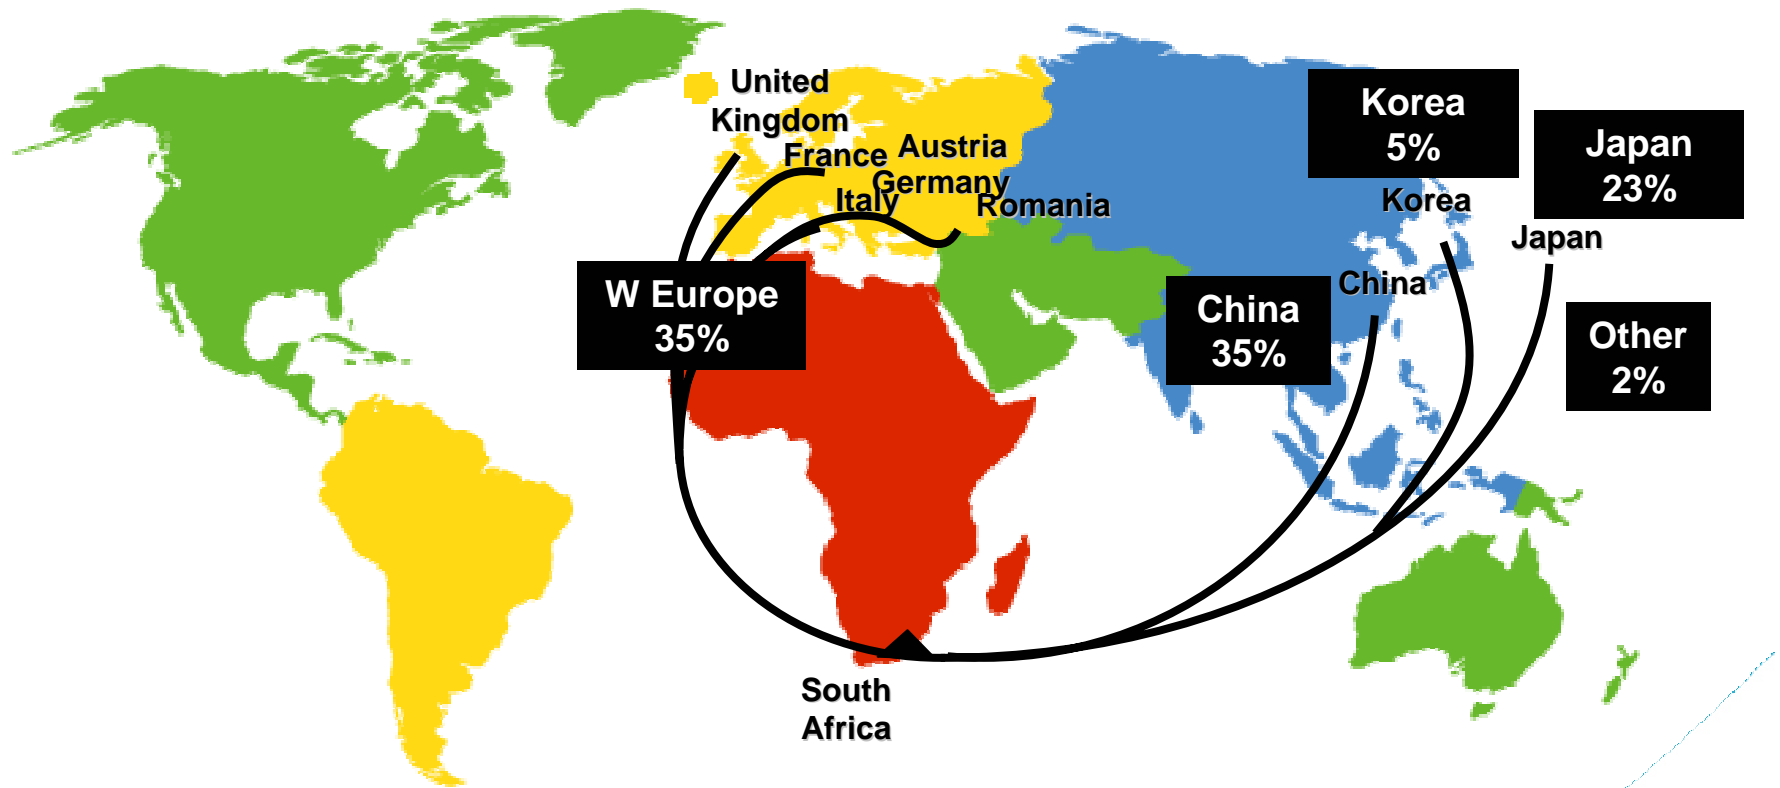 United
Kingdom
France
Austria
Germany
Italy
Romania
W Europe
35%
Korea
5%
Korea
Japan
23%
Japan
China
China
35%
Other
2%
South
Africa